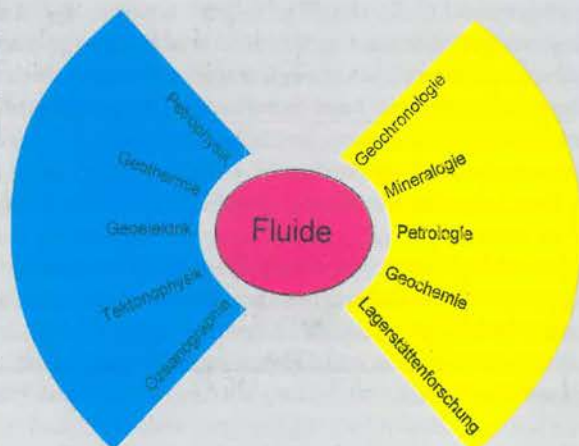 Petrophysik
Geothermie
Geoelektrik
Tektonophysik
Ozeanographie
Fluide
Geochronologie
Mineralogie
Petrologie
Geochemie
Lagerstättenforschung